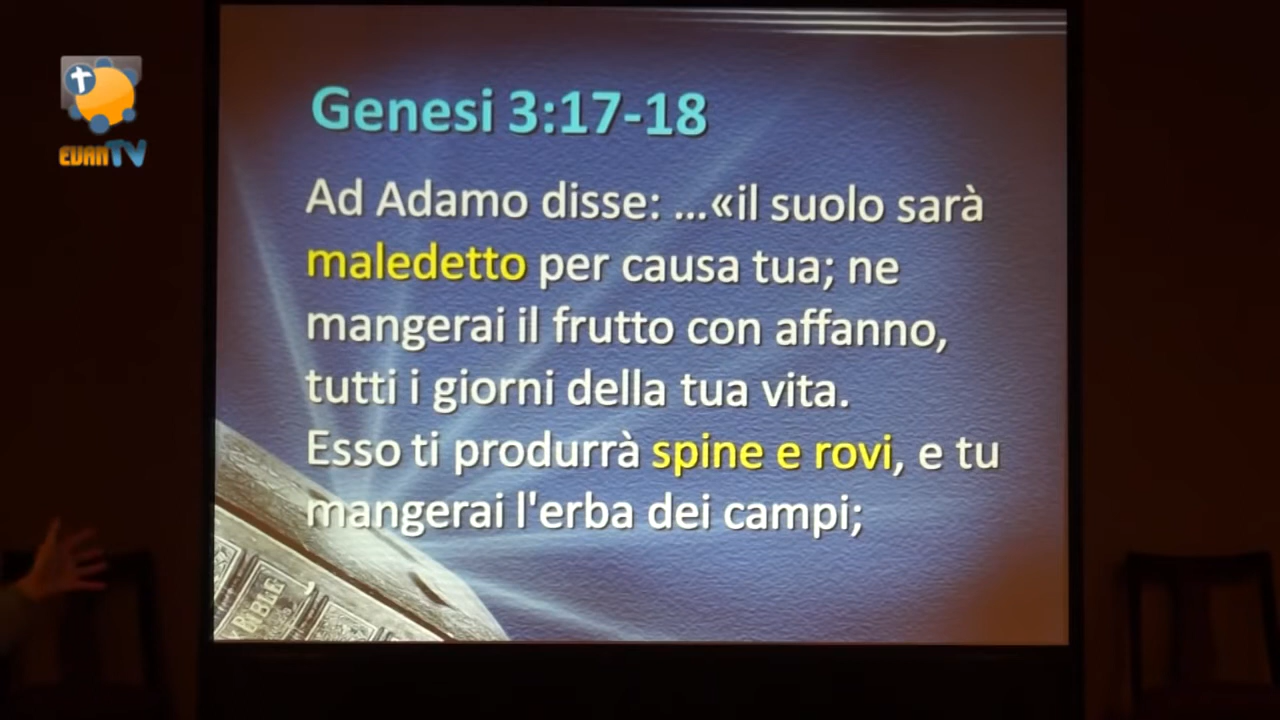 EVANTV
Genesi 3:17-18
Ad Adamo disse: ...«il suolo sarà
maledetto per causa tua; ne
mangerai il frutto con affanno,
tutti i giorni della tua vita.
Esso ti produrrà spine e rovi, e tu
mangerai l'erba dei campi;
BIBLE